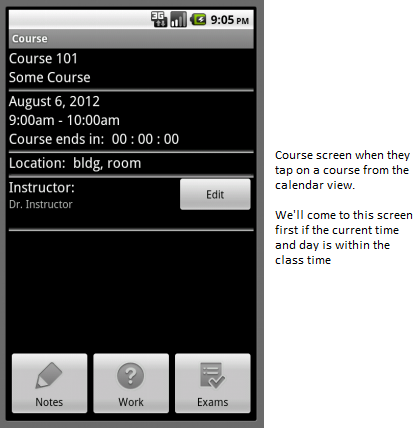 3G
9:05 PM
Course
Course 101
Some Course
August 6, 2012
9:00am - 10:00am
Course ends in:  00 : 00 : 00
Location:  bldg, room
Instructor:
Dr. Instructor
Edit
Notes
Work
Exams
Course screen when they
tap on a course from the
calendar view.
We'll come to this screen
first if the current time
and day is within the
class time